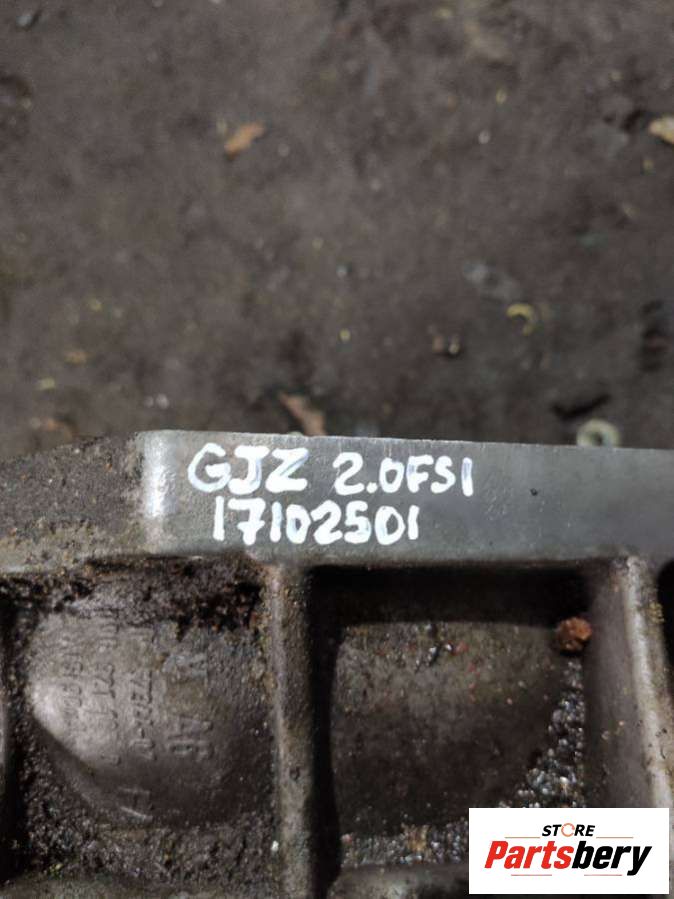 GJZ 2.0FSI
17102501
STORE
Partsbery